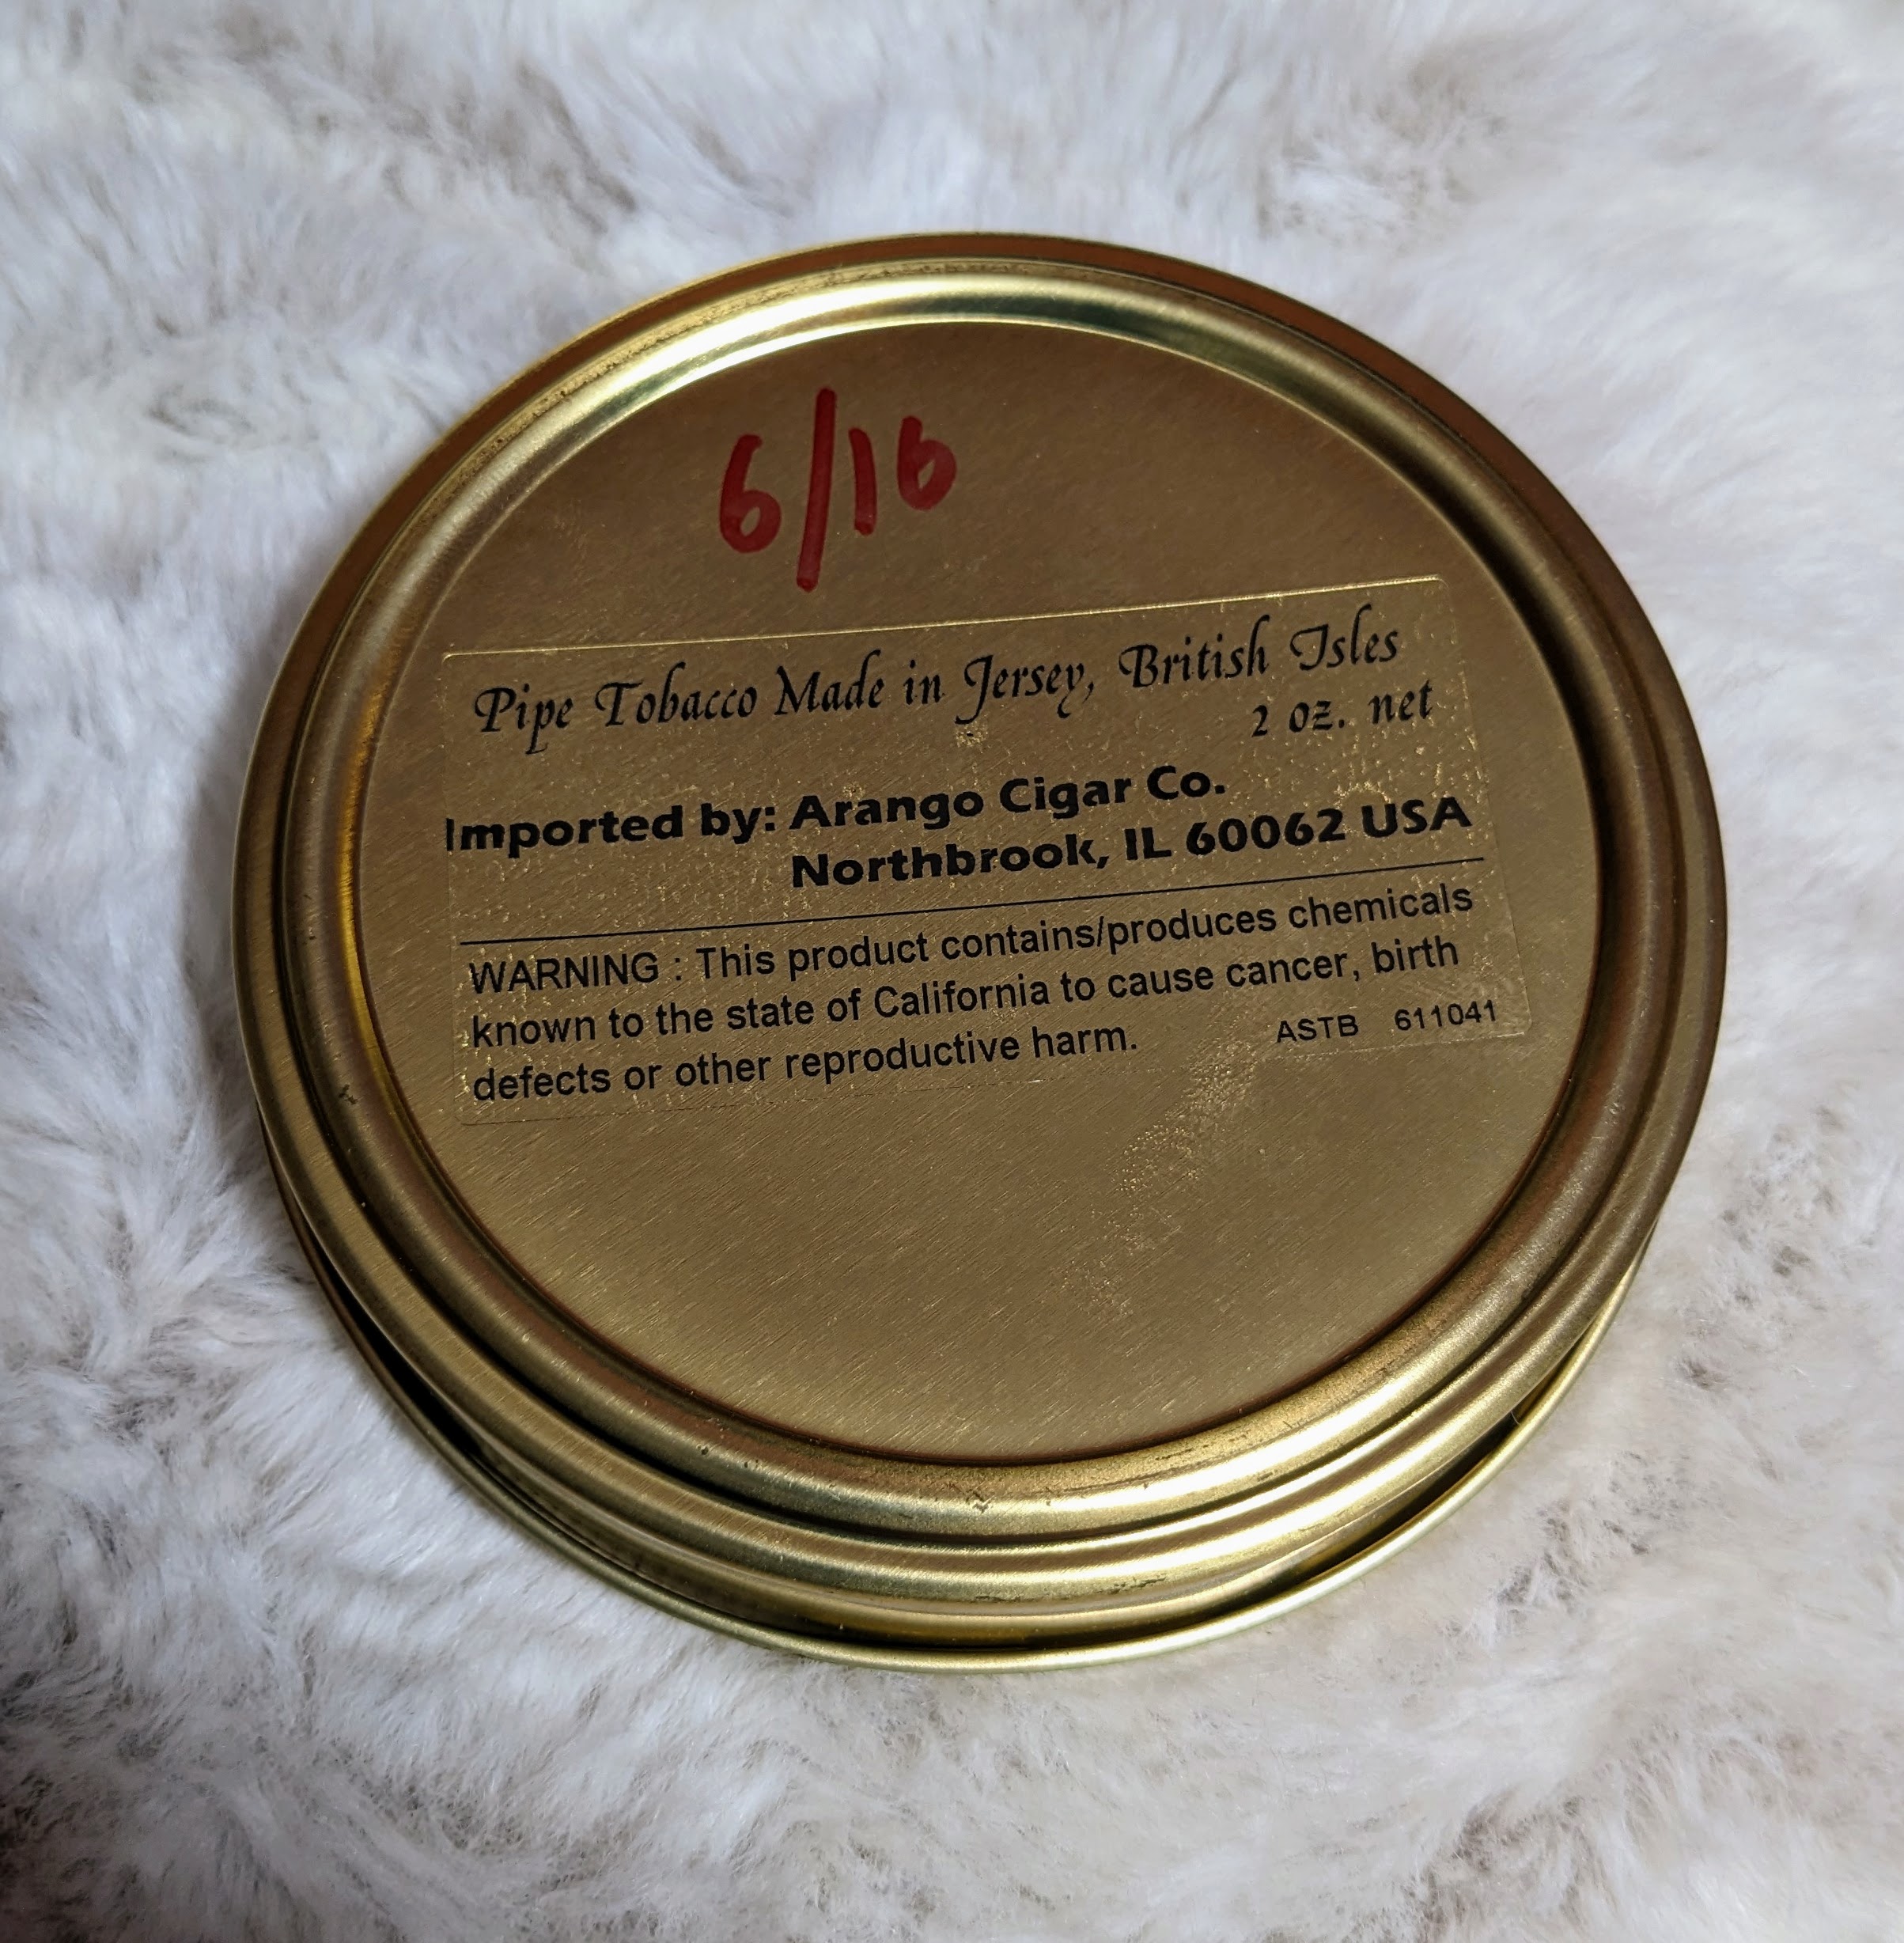 6/16
Pipe Tobacco Made in Jersey, British Isles
2 oz. net
Imported by: Arango Cigar Co.
Northbrook, IL 60062 USA
WARNING : This product contains/produces chemicals
known to the state of California to cause cancer, birth
defects or other reproductive harm.
ASTB 611041